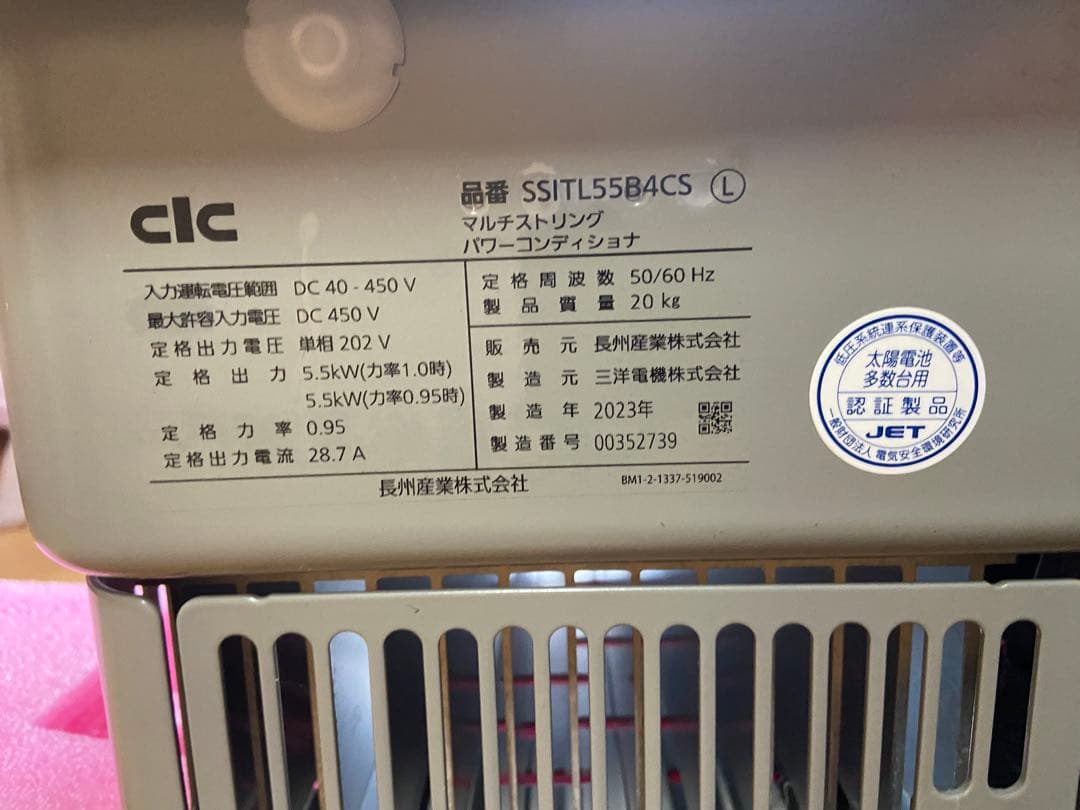 CIC
品番 SSITL55B4CS Ⓛ
マルチストリング
パワーコンディショナ
入力運転電圧範囲 DC 40 - 450 V
最大許容入力電圧 DC 450 V
定格出力電圧 単相 202 V
定格出力 5.5kW(力率1.0時)
5.5kW(力率0.95時)
定格力率 0.95
定格出力電流 28.7 A
定格周波数 50/60 Hz
製品質量 20 kg
販売元 長州産業株式会社
製造元 三洋電機株式会社
製造年 2023年
製造番号 00352739
長州産業株式会社
BM1-2-1337-519002
低圧系統連系保護装置等
太陽電池
多数台用
認証製品
JET
一般財団法人 電気安全環境研究所